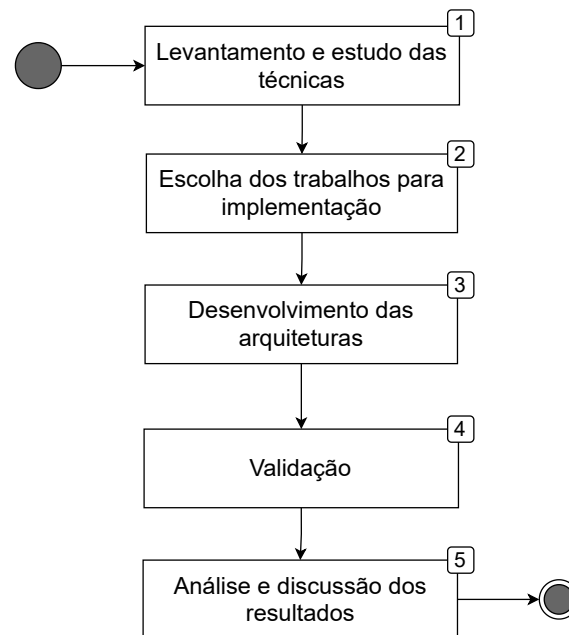 1
Levantamento e estudo das
técnicas
2
Escolha dos trabalhos para
implementação
3
Desenvolvimento das
arquiteturas
4
Validação
5
Análise e discussão dos
resultados